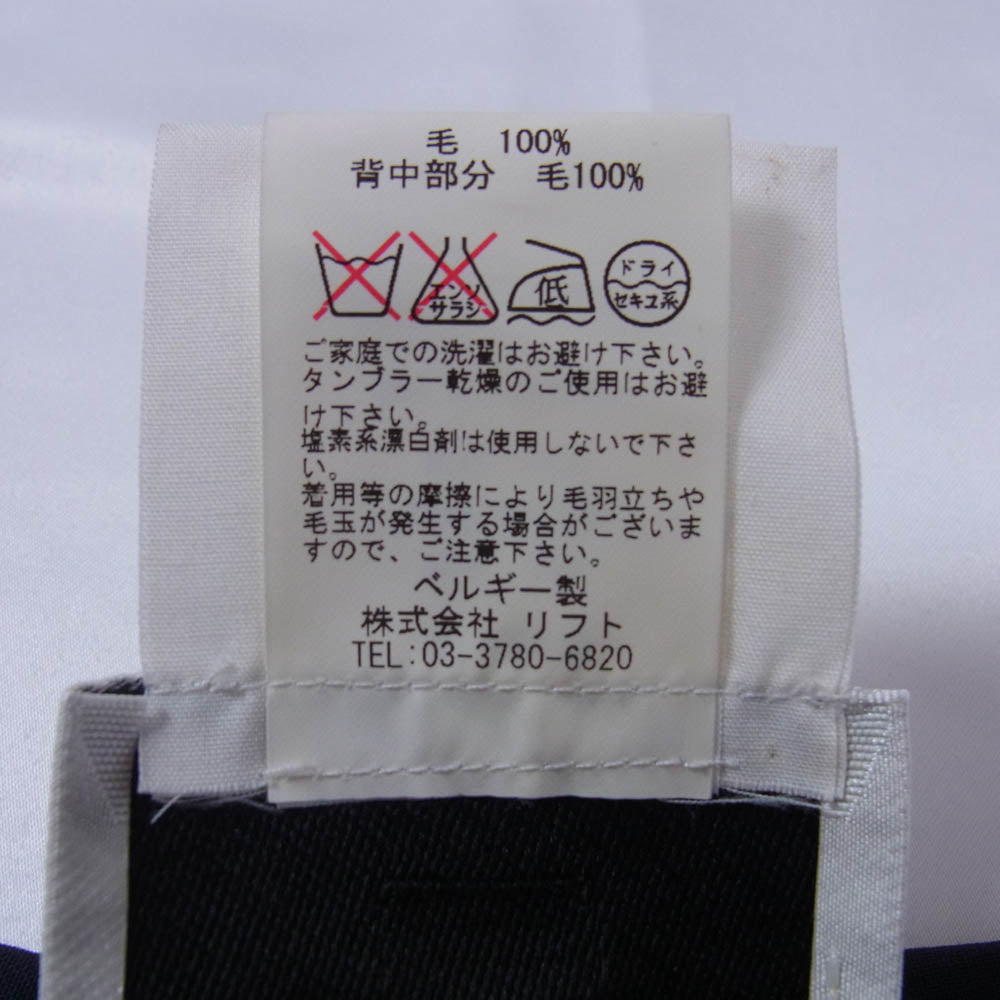 毛 100%
背中部分 毛100%
エンソ
サラシ
低
ドライ
セキユ系
ご家庭での洗濯はお避け下さい。
タンブラー乾燥のご使用はお避
け下さい。
塩素系漂白剤は使用しないで下さ
い。
着用等の摩擦により毛羽立ちや
毛玉が発生する場合がございま
すので、ご注意下さい。
ベルギー製
株式会社 リフト
TEL:03-3780-6820